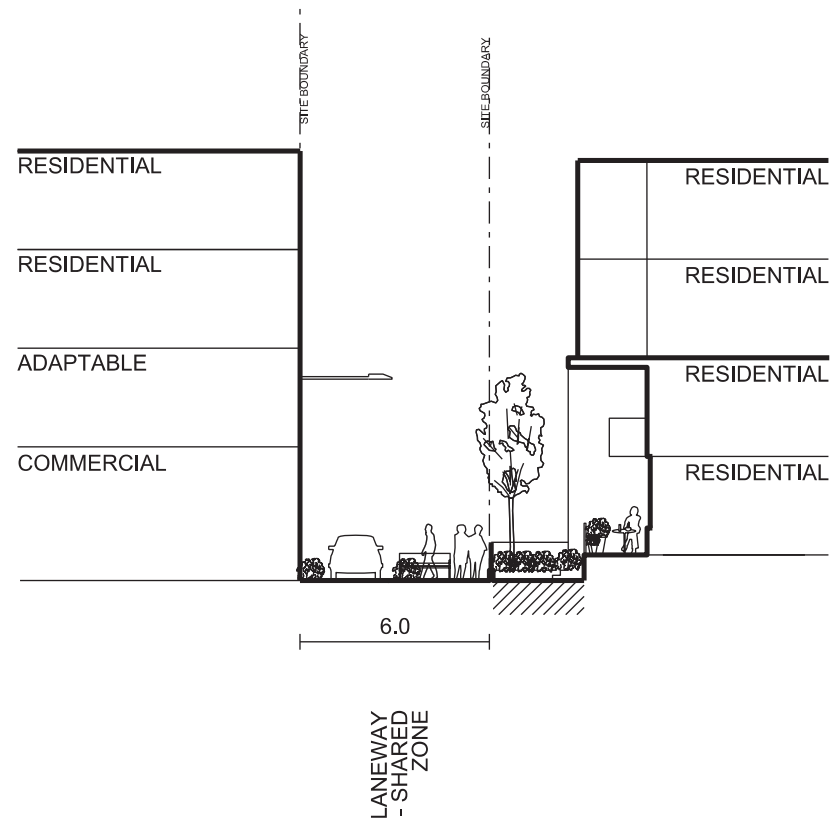 SITE BOUNDARY
SITE BOUNDARY
RESIDENTIAL
RESIDENTIAL
ADAPTABLE
COMMERCIAL
RESIDENTIAL
RESIDENTIAL
RESIDENTIAL
RESIDENTIAL
6.0
LANEWAY
- SHARED
ZONE